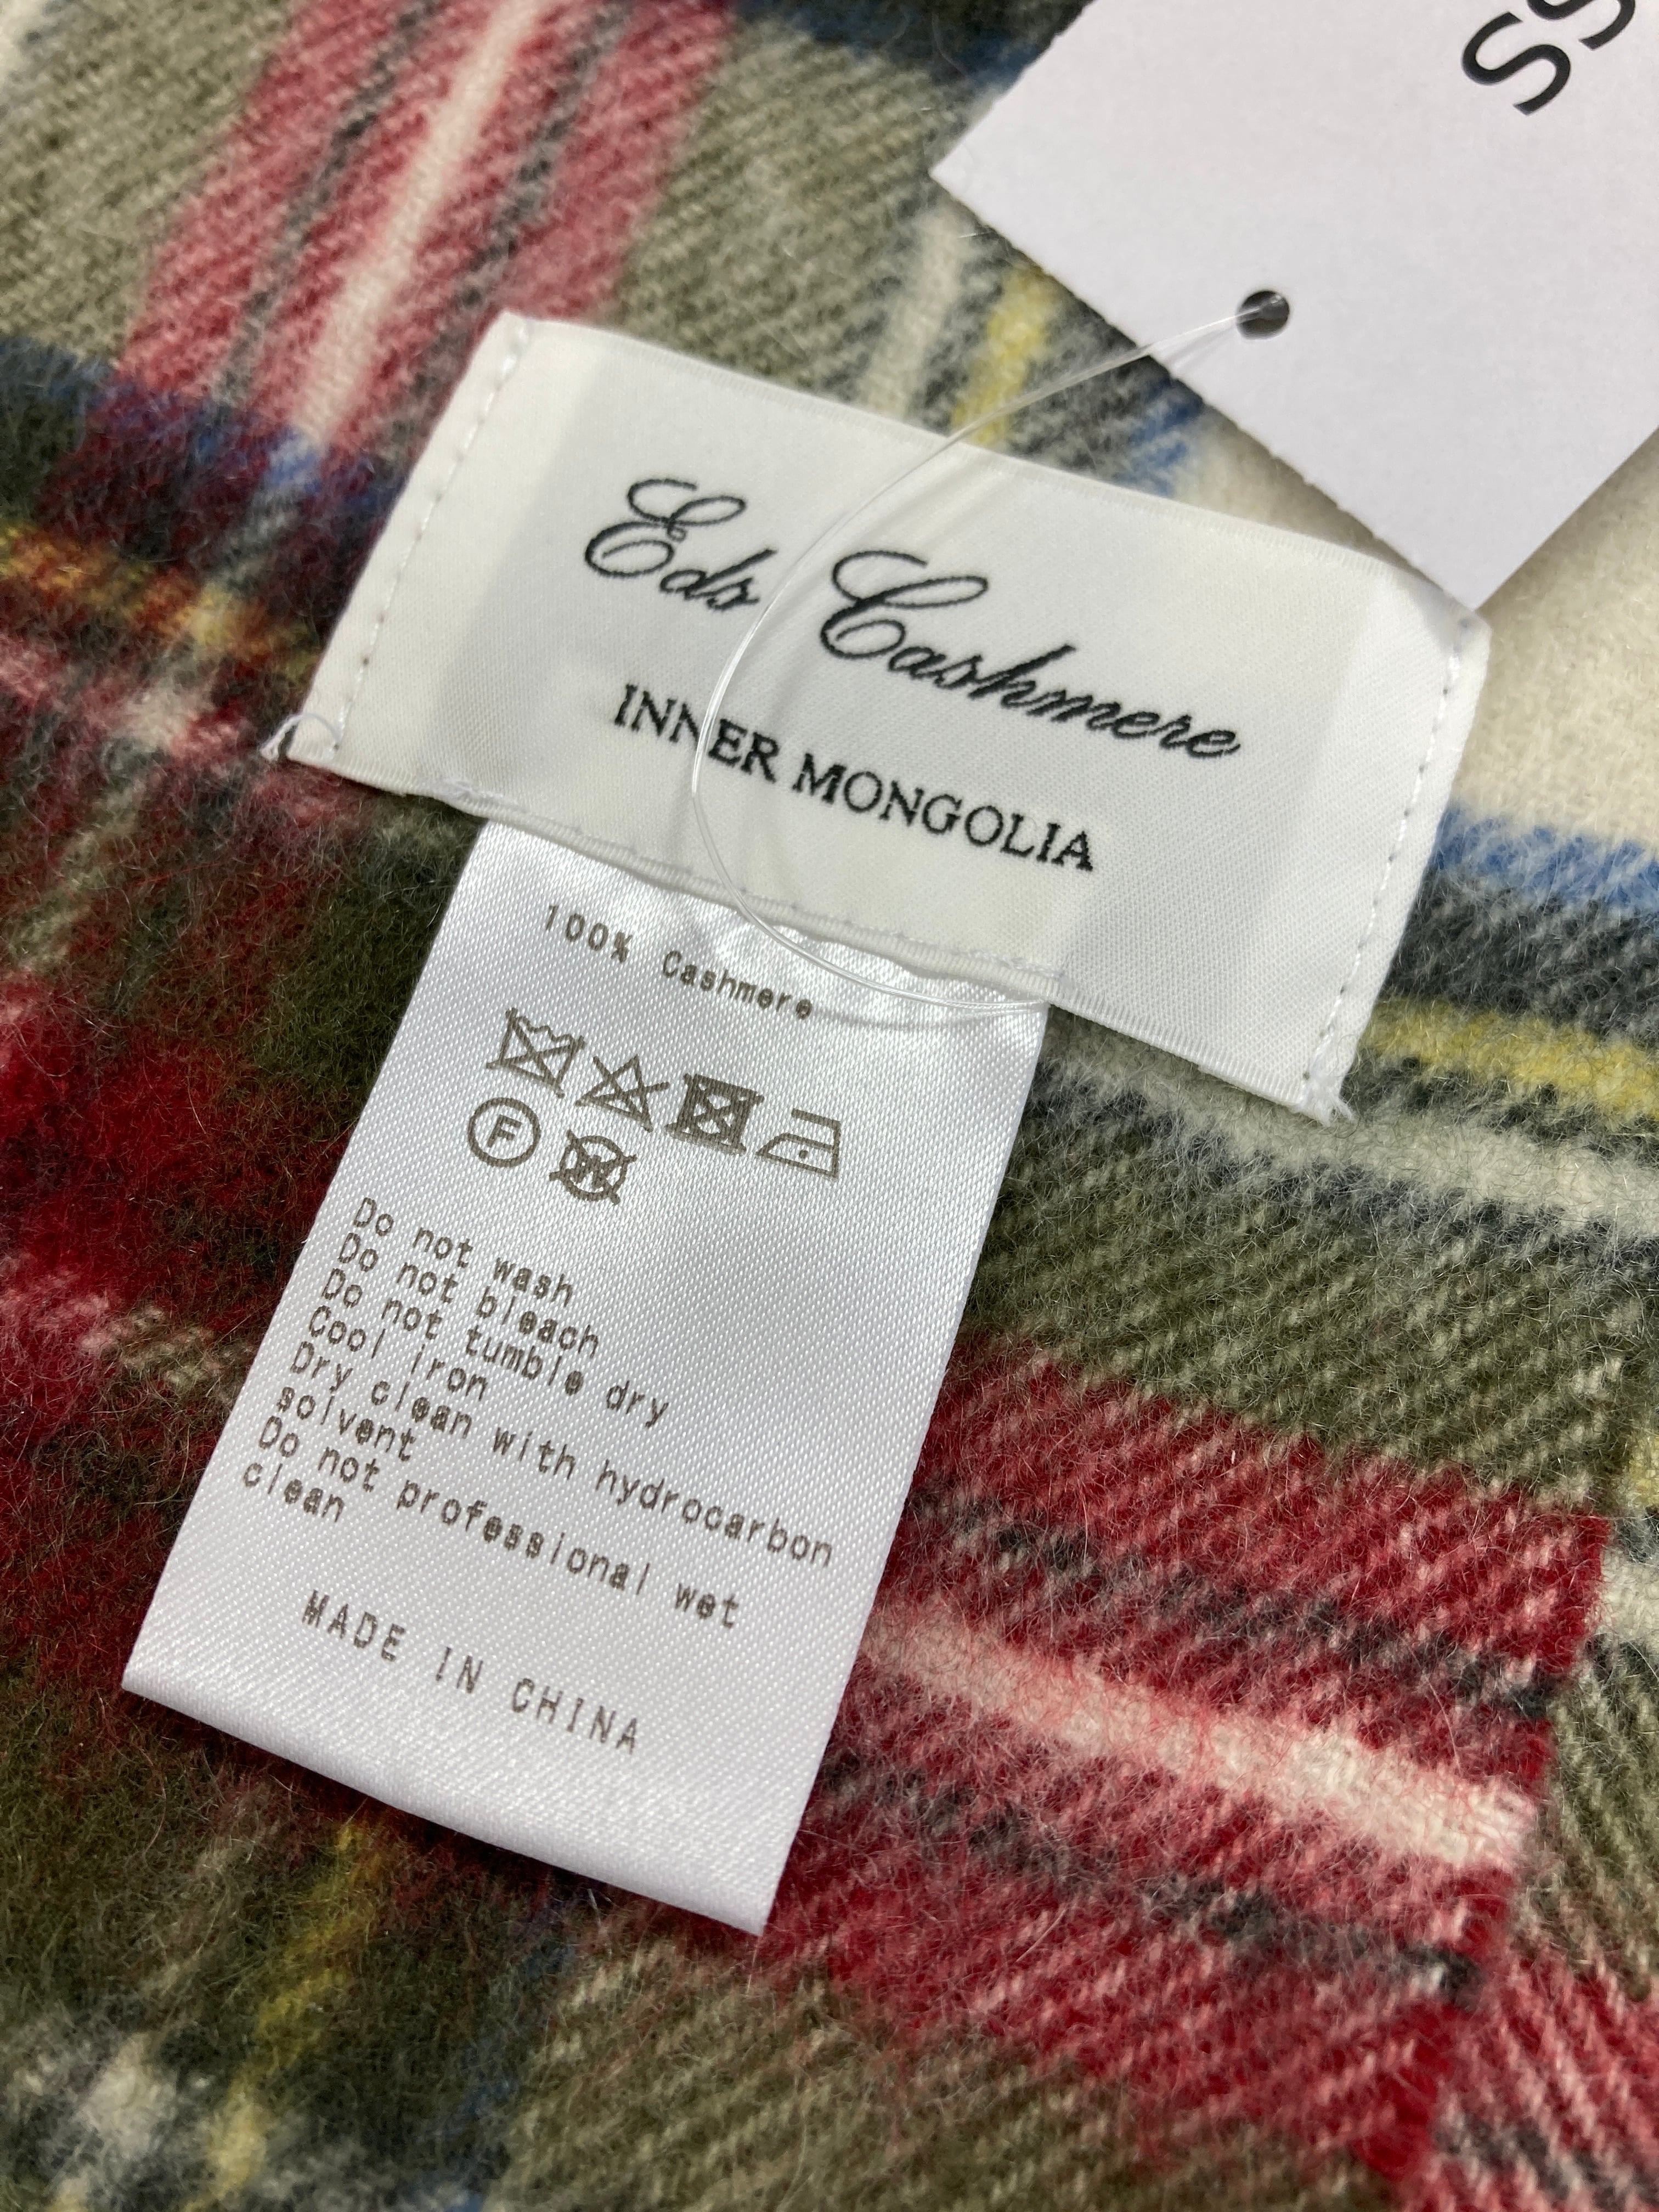 SS
Eds Cashmere
INNER MONGOLIA
100% Cashmere
F
W
Do not wash
Do not bleach
Do not tumble dry
Cool iron
Dry clean with hydrocarbon
solvent
Do not professional wet
clean
MADE IN CHINA